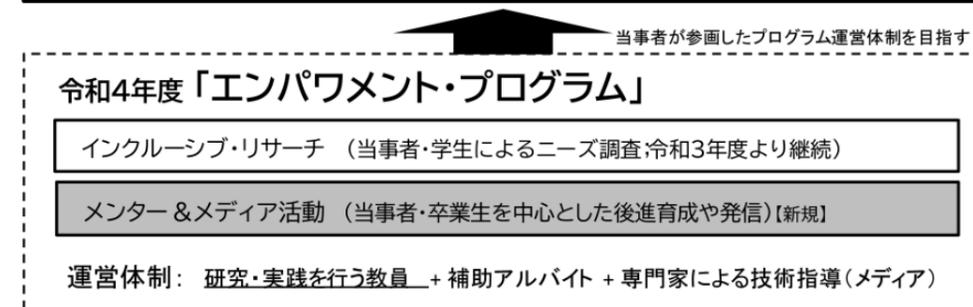 当事者が参画したプログラム運営体制を目指す
令和4年度「エンパワメント・プログラム」
インクルーシブ・リサーチ （当事者・学生によるニーズ調査;令和3年度より継続）
メンター＆メディア活動 （当事者・卒業生を中心とした後進育成や発信）【新規】
運営体制： 研究・実践を行う教員 + 補助アルバイト + 専門家による技術指導（メディア）